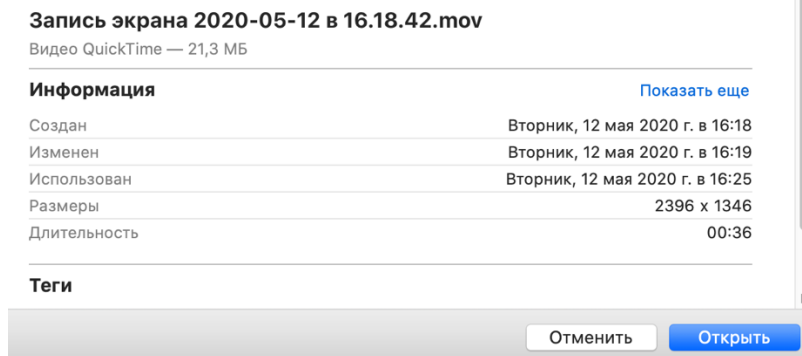 Запись экрана 2020-05-12 в 16.18.42.mov
Видео QuickTime — 21,3 МБ
Информация Показать еще
Создан Вторник, 12 мая 2020 г. в 16:18
Изменен Вторник, 12 мая 2020 г. в 16:19
Использован Вторник, 12 мая 2020 г. в 16:25
Размеры 2396 x 1346
Длительность 00:36
Теги
Отменить Открыть